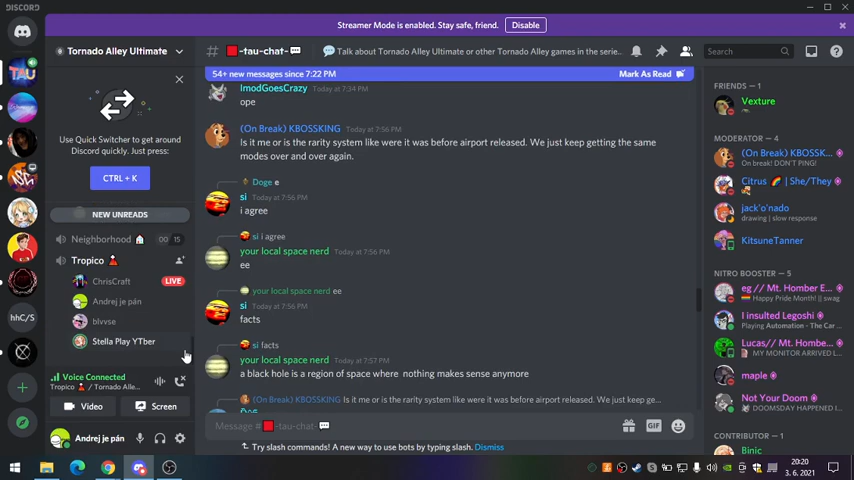 DISCORD
Streamer Mode is enabled. Stay safe, friend.
Disable
Tornado Alley Ultimate
-tau-chat-
Talk about Tornado Alley Ultimate or other Tornado Alley games in the serie...
Search
54+ new messages since 7:22 PM
Mark As Read
Use Quick Switcher to get around
Discord quickly. Just press:
CTRL + K
NEW UNREADS
Neighborhood
00 15
Tropico
ChrisCraft
LIVE
Andrej je pán
blvvse
Stella Play YTber
Voice Connected
Tropico / Tornado Alle...
Video
Screen
Andrej je pán
TAU
hhC/S
ImodGoesCrazy Today at 7:34 PM
ope
(On Break) KBOSSKING Today at 7:56 PM
Is it me or is the rarity system like were it was before airport released. We just keep getting the same
modes over and over again.
Doge e
si Today at 7:56 PM
i agree
si i agree
your local space nerd Today at 7:56 PM
ee
your local space nerd ee
si Today at 7:56 PM
facts
si facts
your local space nerd Today at 7:57 PM
a black hole is a region of space where nothing makes sense anymore
(On Break) KBOSSKING Is it me or is the rarity system like were it was before airport released. We just keep ge...
Message #
-tau-chat-
GIF
Try slash commands! A new way to use bots by typing slash. Dismiss
FRIENDS — 1
Vexture
MODERATOR — 4
(On Break) KBOSSK...
On break! DON'T PING!
Citrus | She/They
jack'o'nado
drawing | slow response
KitsuneTanner
NITRO BOOSTER — 5
eg // Mt. Homber E...
Happy Pride Month! || swag
I insulted Legoshi
Playing Automation - The Car ...
Lucas// Mt. Hombe...
MY MONITOR ARRIVED L...
maple
Not Your Doom
DOOMSDAY HAPPENED I...
CONTRIBUTOR — 1
Binic
20:20
3. 6. 2021